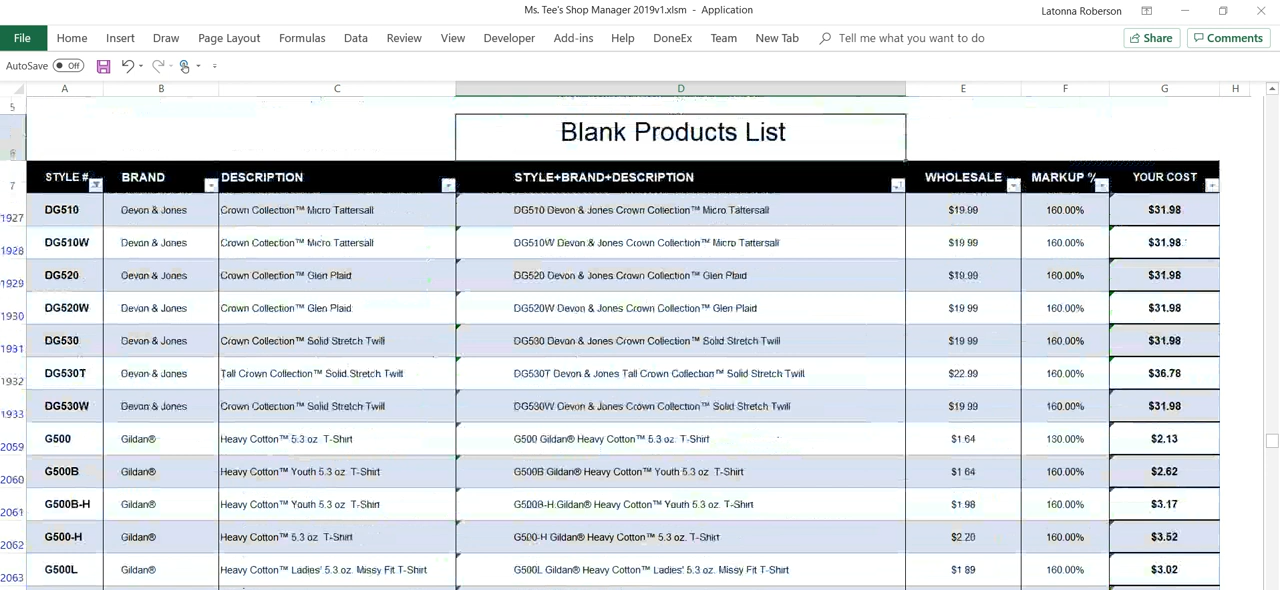 Ms. Tee's Shop Manager 2019v1.xlsm - Application
Latonna Roberson
File Home Insert Draw Page Layout Formulas Data Review View Developer Add-ins Help DoneEx Team New Tab Tell me what you want to do Share Comments
AutoSave Off
A B C D E F G H
5
6 Blank Products List
7 STYLE # BRAND DESCRIPTION STYLE+BRAND+DESCRIPTION WHOLESALE MARKUP % YOUR COST
1927 DG510 Devon & Jones Crown Collection™ Micro Tattersall DG510 Devon & Jones Crown Collection™ Micro Tattersall $19.99 160.00% $31.98
1928 DG510W Devon & Jones Crown Collection™ Micro Tattersall DG510W Devon & Jones Crown Collection™ Micro Tattersall $19.99 160.00% $31.98
1929 DG520 Devon & Jones Crown Collection™ Glen Plaid DG520 Devon & Jones Crown Collection™ Glen Plaid $19.99 160.00% $31.98
1930 DG520W Devon & Jones Crown Collection™ Glen Plaid DG520W Devon & Jones Crown Collection™ Glen Plaid $19.99 160.00% $31.98
1931 DG530 Devon & Jones Crown Collection™ Solid Stretch Twill DG530 Devon & Jones Crown Collection™ Solid Stretch Twill $19.99 160.00% $31.98
1932 DG530T Devon & Jones Tall Crown Collection™ Solid Stretch Twill DG530T Devon & Jones Tall Crown Collection™ Solid Stretch Twill $22.99 160.00% $36.78
1933 DG530W Devon & Jones Crown Collection™ Solid Stretch Twill DG530W Devon & Jones Crown Collection™ Solid Stretch Twill $19.99 160.00% $31.98
2059 G500 Gildan® Heavy Cotton™ 5.3 oz. T-Shirt G500 Gildan® Heavy Cotton™ 5.3 oz. T-Shirt $1.64 130.00% $2.13
2060 G500B Gildan® Heavy Cotton™ Youth 5.3 oz. T-Shirt G500B Gildan® Heavy Cotton™ Youth 5.3 oz. T-Shirt $1.64 160.00% $2.62
2061 G500B-H Gildan® Heavy Cotton™ Youth 5.3 oz. T-Shirt G500B-H Gildan® Heavy Cotton™ Youth 5.3 oz. T-Shirt $1.98 160.00% $3.17
2062 G500-H Gildan® Heavy Cotton™ 5.3 oz. T-Shirt G500-H Gildan® Heavy Cotton™ 5.3 oz. T-Shirt $2.20 160.00% $3.52
2063 G500L Gildan® Heavy Cotton™ Ladies' 5.3 oz. Missy Fit T-Shirt G500L Gildan® Heavy Cotton™ Ladies' 5.3 oz. Missy Fit T-Shirt $1.89 160.00% $3.02